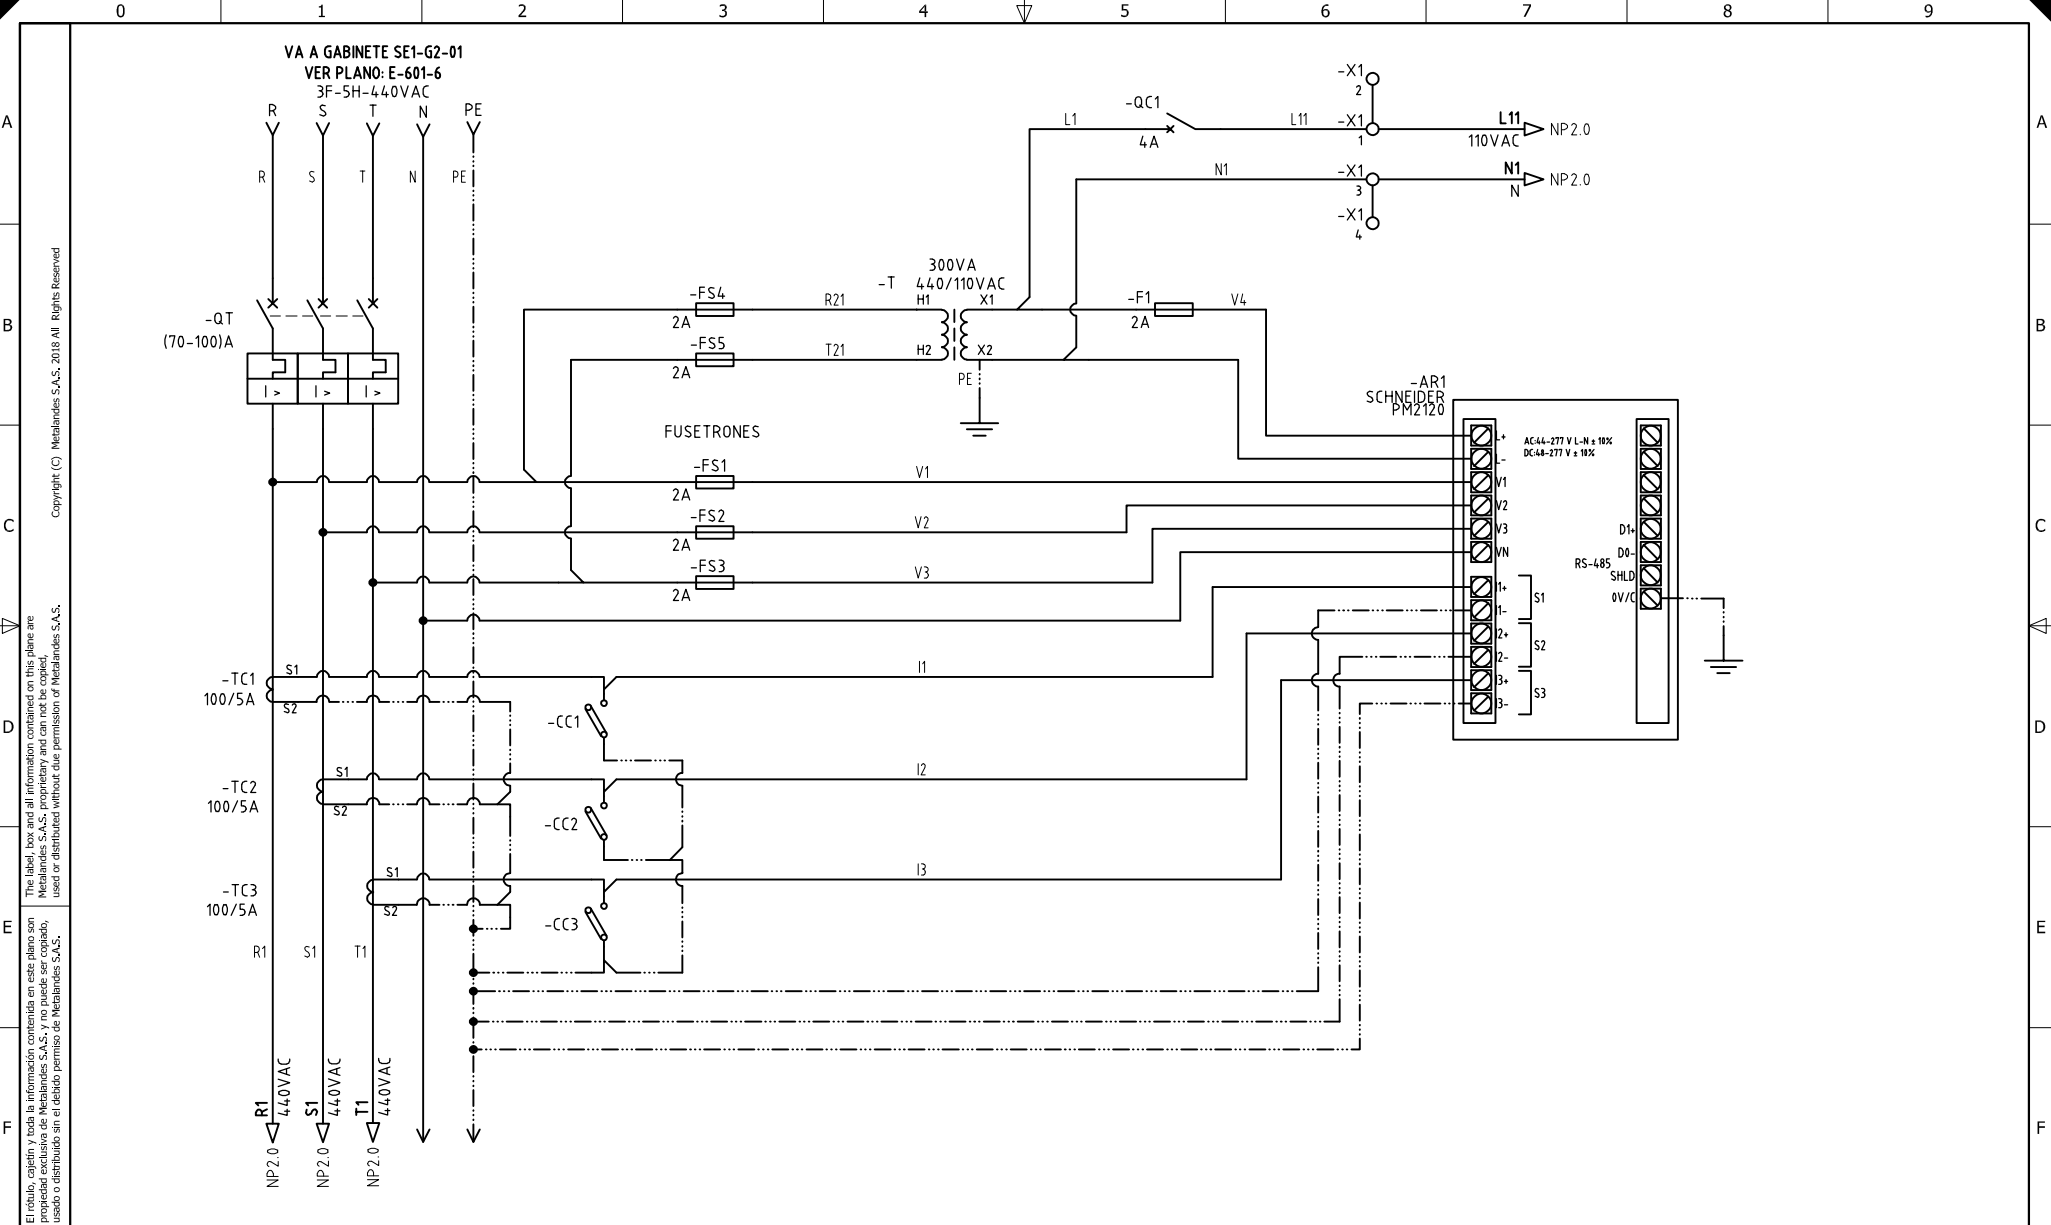 0 1 2 3 4 5 6 7 8 9
VA A GABINETE SE1-G2-01
VER PLANO: E-601-6
3F-5H-440VAC
R S T N PE
R S T N PE
A
A
-X1
2
-QC1
L1
4A
L11
-X1
1
L11
110VAC
NP2.0
N1
-X1
3
N1
N
NP2.0
-X1
4
B
B
-QT
(70-100)A
I >
I >
I >
300VA
-T 440/110VAC
-FS4
2A
R21
H1
X1
-F1
2A
V4
-FS5
2A
T21
H2
X2
PE
-AR1
SCHNEIDER
PM2120
FUSETRONES
C
C
-FS1
2A
V1
-FS2
2A
V2
-FS3
2A
V3
L+
L-
V1
V2
V3
VN
I1+
I1-
I2+
I2-
I3+
I3-
S1
S2
S3
AC:44-277 V L-N ± 10%
DC:48-277 V ± 10%
D1+
D0-
RS-485
SHLD
0V/C
D
D
-TC1
100/5A
S1
S2
I1
-CC1
-TC2
100/5A
S1
S2
I2
-CC2
-TC3
100/5A
S1
S2
I3
-CC3
E
E
R1 S1 T1
F
F
R1
440VAC
NP2.0
S1
440VAC
NP2.0
T1
440VAC
NP2.0
Copyright (C) Metalandes S.A.S. 2018 All Rights Reserved
The label, box and all information contained on this plane are
Metalandes S.A.S. proprietary and can not be copied,
used or distributed without due permission of Metalandes S.A.S.
El rótulo, cajetín y toda la información contenida en este plano son
propiedad exclusiva de Metalandes S.A.S. y no puede ser copiado,
usado o distribuido sin el debido permiso de Metalandes S.A.S.